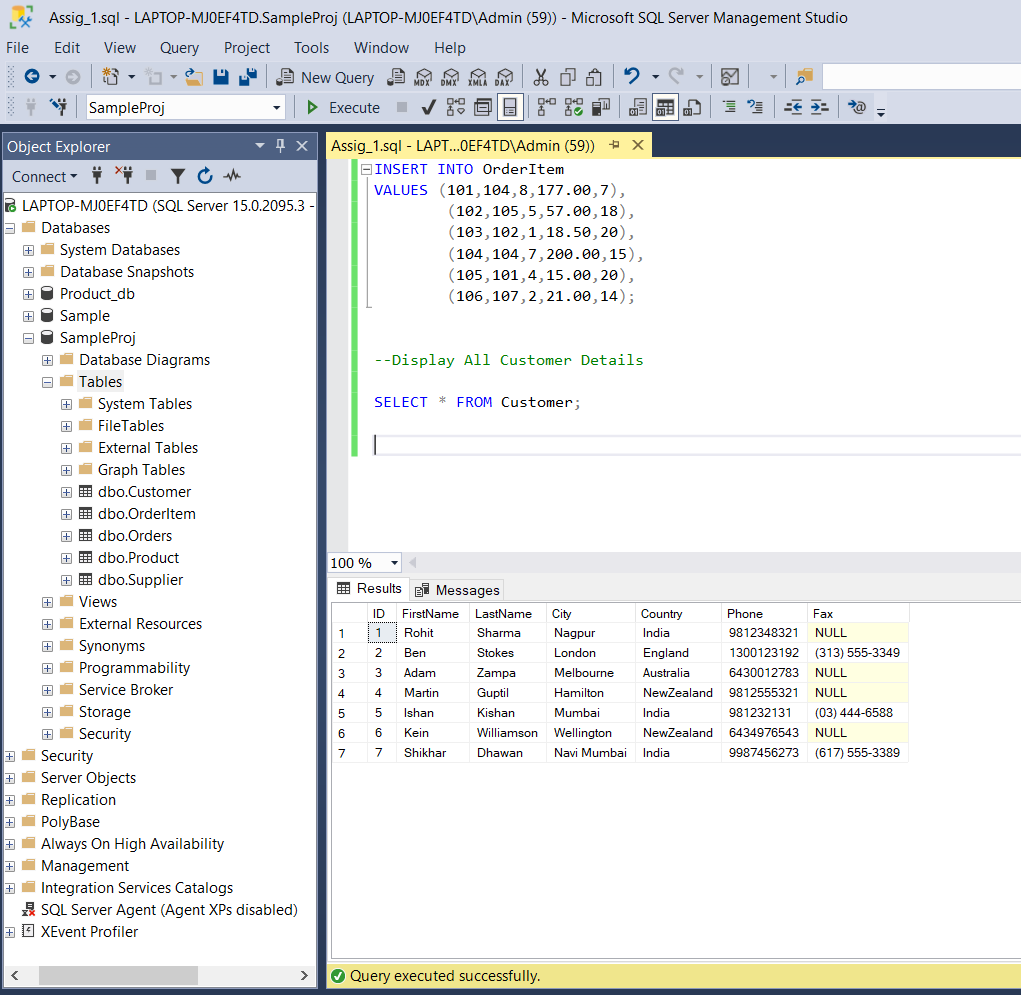 Assig_1.sql - LAPTOP-MJ0EF4TD.SampleProj (LAPTOP-MJ0EF4TD\Admin (59)) - Microsoft SQL Server Management Studio
File Edit View Query Project Tools Window Help
New Query MDX DMX XMLA DAX
SampleProj Execute
Object Explorer
Connect
LAPTOP-MJ0EF4TD (SQL Server 15.0.2095.3 -
Databases
System Databases
Database Snapshots
Product_db
Sample
SampleProj
Database Diagrams
Tables
System Tables
FileTables
External Tables
Graph Tables
dbo.Customer
dbo.OrderItem
dbo.Orders
dbo.Product
dbo.Supplier
Views
External Resources
Synonyms
Programmability
Service Broker
Storage
Security
Security
Server Objects
Replication
PolyBase
Always On High Availability
Management
Integration Services Catalogs
SQL Server Agent (Agent XPs disabled)
XEvent Profiler
Assig_1.sql - LAPT...0EF4TD\Admin (59))
INSERT INTO OrderItem
VALUES (101,104,8,177.00,7),
(102,105,5,57.00,18),
(103,102,1,18.50,20),
(104,104,7,200.00,15),
(105,101,4,15.00,20),
(106,107,2,21.00,14);
--Display All Customer Details
SELECT * FROM Customer;
100 %
Results Messages
ID FirstName LastName City Country Phone Fax
1 1 Rohit Sharma Nagpur India 9812348321 NULL
2 2 Ben Stokes London England 1300123192 (313) 555-3349
3 3 Adam Zampa Melbourne Australia 6430012783 NULL
4 4 Martin Guptil Hamilton NewZealand 9812555321 NULL
5 5 Ishan Kishan Mumbai India 981232131 (03) 444-6588
6 6 Kein Williamson Wellington NewZealand 6434976543 NULL
7 7 Shikhar Dhawan Navi Mumbai India 9987456273 (617) 555-3389
Query executed successfully.